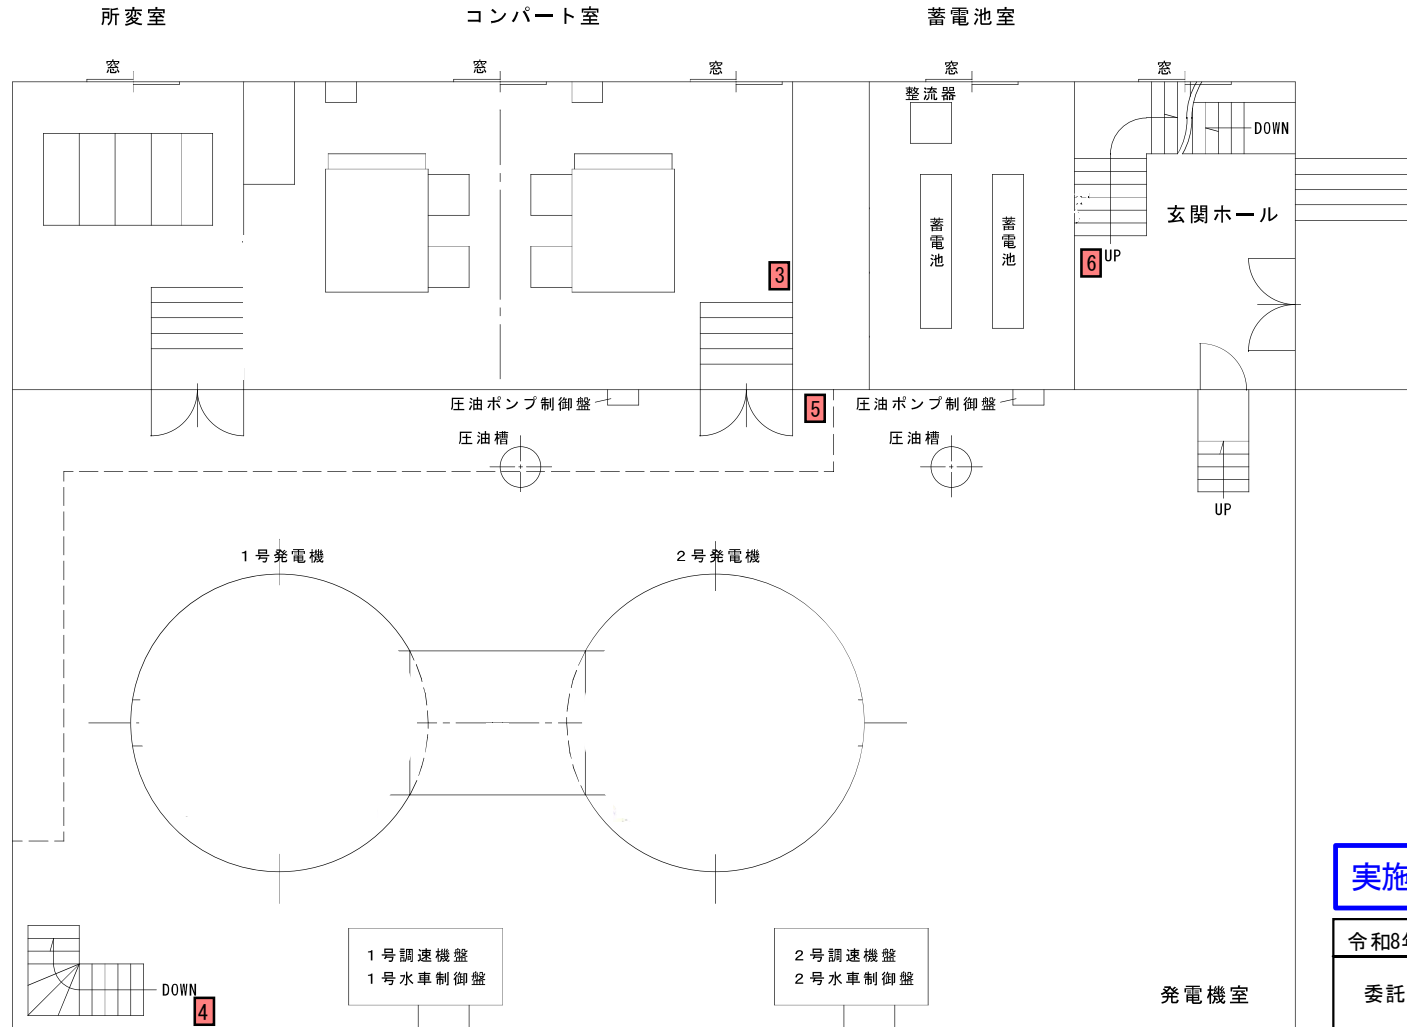 所変室
コンパート室
蓄電池室
窓
窓
窓
窓
窓
整流器
DOWN
玄関ホール
蓄電池
蓄電池
3
6
UP
圧油ポンプ制御盤
5
圧油ポンプ制御盤
圧油槽
圧油槽
UP
1号発電機
2号発電機
実施
令和8年
委託
1号調速機盤
1号水車制御盤
2号調速機盤
2号水車制御盤
DOWN
4
発電機室